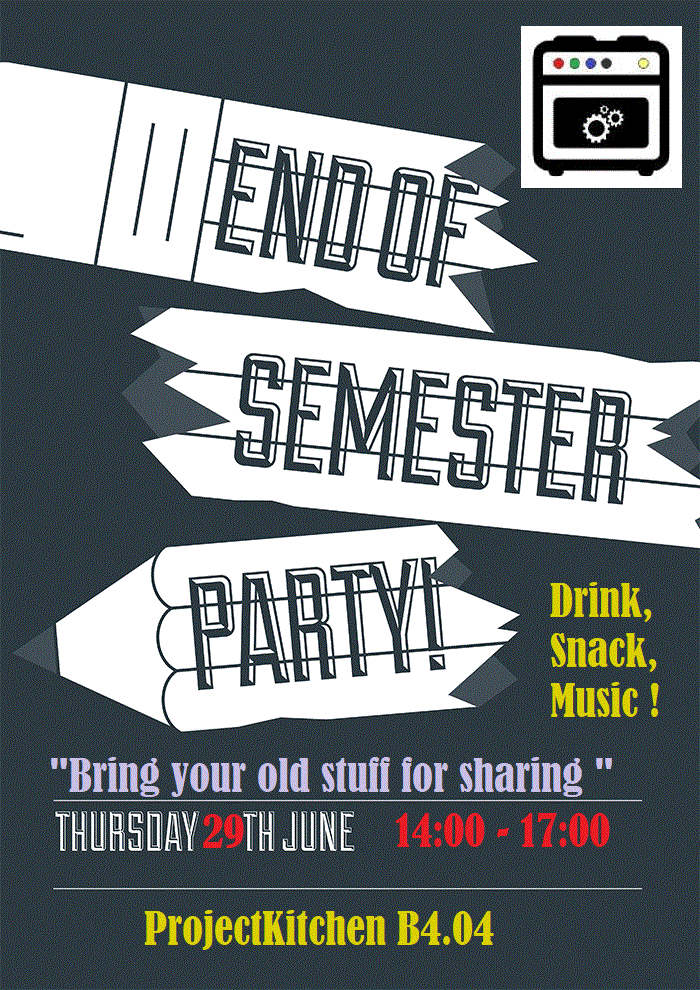 END OF
SEMESTER
PARTY!
Drink,
Snack,
Music !
"Bring your old stuff for sharing "
THURSDAY 29TH JUNE 14:00 - 17:00
ProjectKitchen B4.04